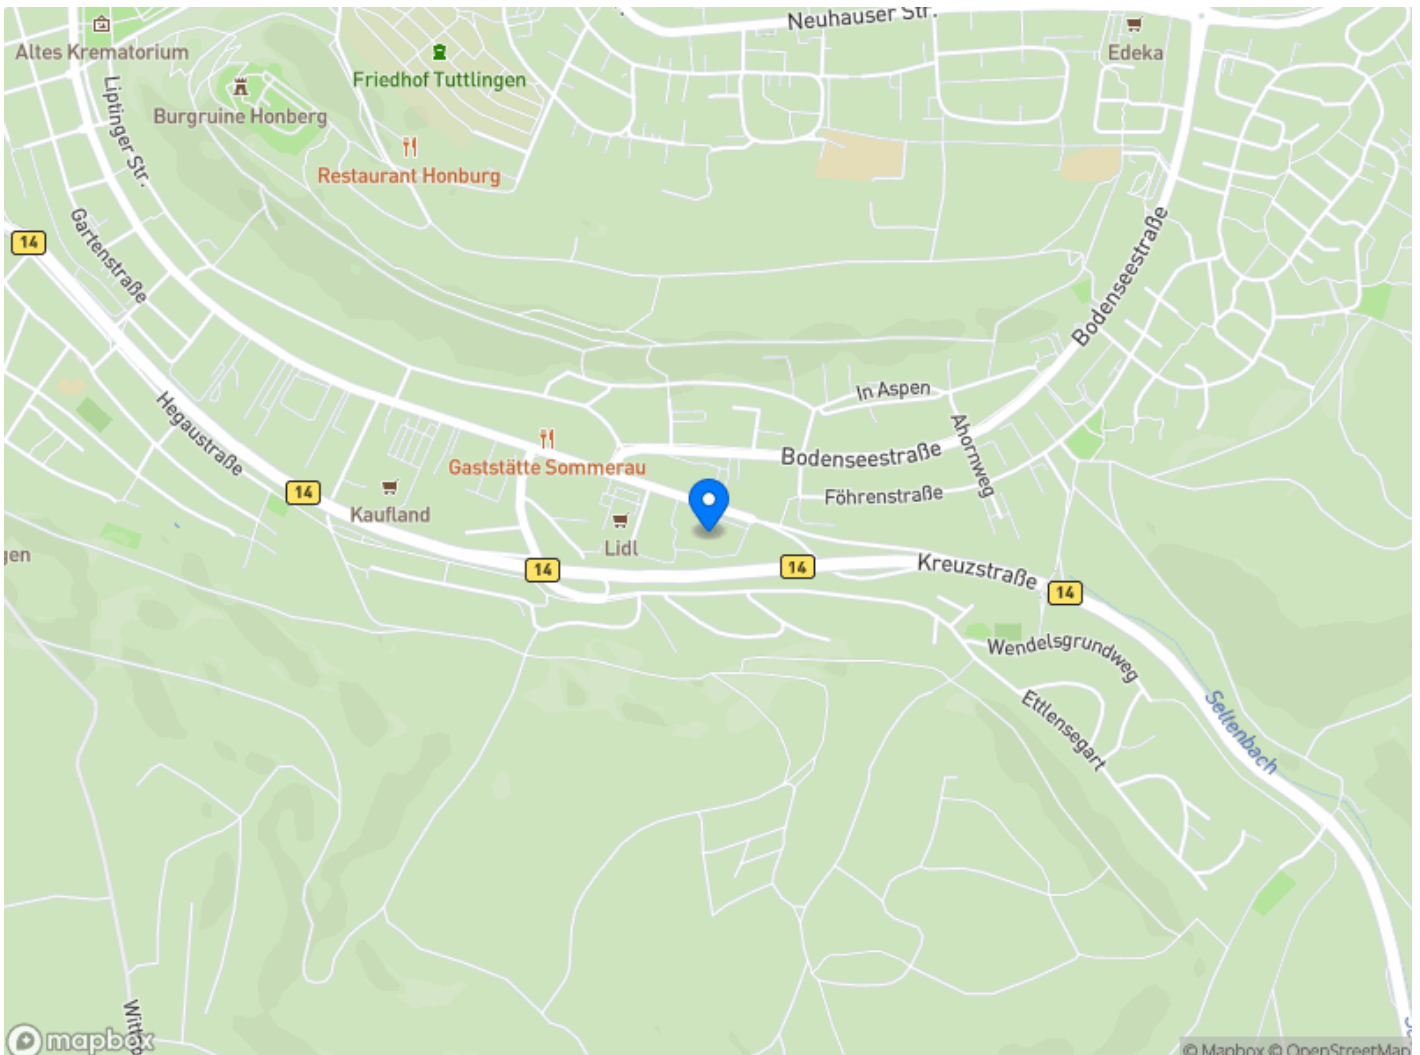 Neuhauser Str.
Altes Krematorium
Edeka
Friedhof Tuttlingen
Burgruine Honberg
Liptinger Str.
Restaurant Honburg
14
Gartenstraße
Bodenseestraße
In Aspen
Hegaustraße
Ahornweg
Bodenseestraße
Gaststätte Sommerau
14
Föhrenstraße
Kaufland
Lidl
gen
14
14
Kreuzstraße
14
Wendelsgrundweg
Ettlensegart
Seltenbach
mapbox
© Mapbox © OpenStreetMap